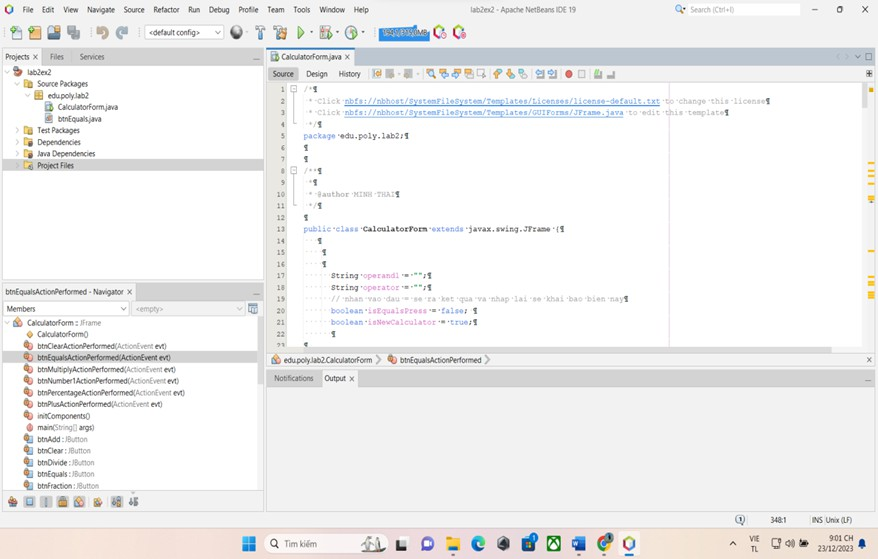 File Edit View Navigate Source Refactor Run Debug Profile Team Tools Window Help
lab2ex2 - Apache NetBeans IDE 19
Search (Ctrl+I)
<default config>
Projects
Files
Services
lab2ex2
Source Packages
edu.poly.lab2
CalculatorForm.java
btnEquals.java
Test Packages
Dependencies
Java Dependencies
Project Files
btnEqualsActionPerformed - Navigator
Members
<empty>
CalculatorForm :: JFrame
CalculatorForm()
btnClearActionPerformed(ActionEvent evt)
btnEqualsActionPerformed(ActionEvent evt)
btnMultiplyActionPerformed(ActionEvent evt)
btnNumber1ActionPerformed(ActionEvent evt)
btnPercentageActionPerformed(ActionEvent evt)
btnPlusActionPerformed(ActionEvent evt)
initComponents()
main(String[] args)
btnAdd : JButton
btnClear : JButton
btnDivide : JButton
btnEquals : JButton
btnFraction : JButton
CalculatorForm.java
Source Design History
1 /*¶
2 * Click nbfs://nbhost/SystemFileSystem/Templates/Licenses/license-default.txt to change this license¶
3 * Click nbfs://nbhost/SystemFileSystem/Templates/GUIForms/JFrame.java to edit this template¶
4 */¶
5 package edu.poly.lab2;¶
6 ¶
7 ¶
8 /**¶
9 *¶
10 * @author MINH THAI¶
11 */¶
12 ¶
13 public class CalculatorForm extends javax.swing.JFrame {¶
14 ¶
15 ¶
16 ¶
17 String operand1 = "";¶
18 String operator = "";¶
19 // nhan vao dau = se ra ket qua va nhap lai se khai bao bien nay¶
20 boolean isEqualsPress = false; ¶
21 boolean isNewCalculator = true;¶
22 ¶
23
edu.poly.lab2.CalculatorForm
btnEqualsActionPerformed
Notifications
Output
348:1
INS Unix (LF)
Tìm kiếm
VIE
TL
9:01 CH
23/12/2023